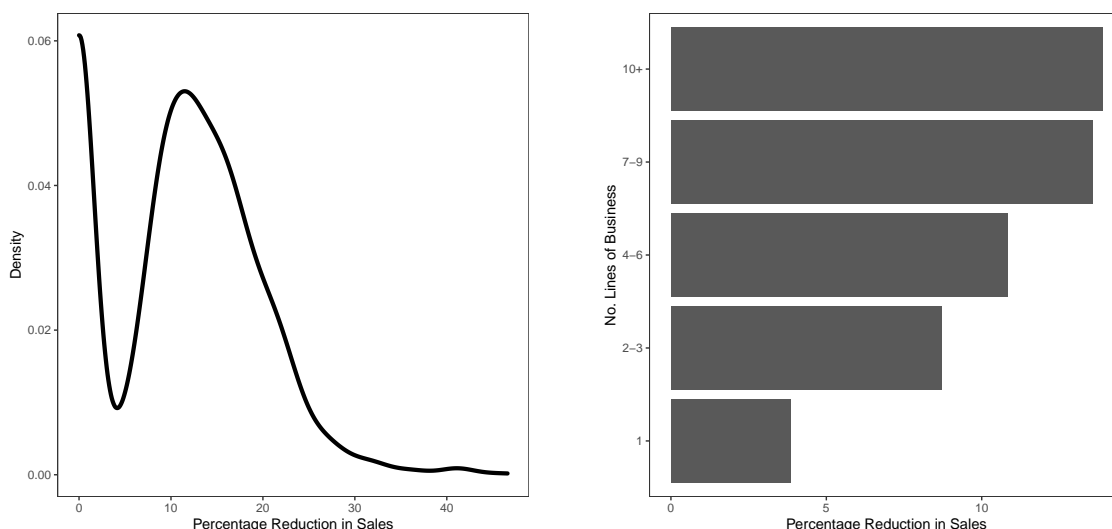 0.06
0.04
0.02
0.00
Density
0 10 20 30 40
Percentage Reduction in Sales
10+
7–9
4–6
2–3
1
No. Lines of Business
0 5 10
Percentage Reduction in Sales